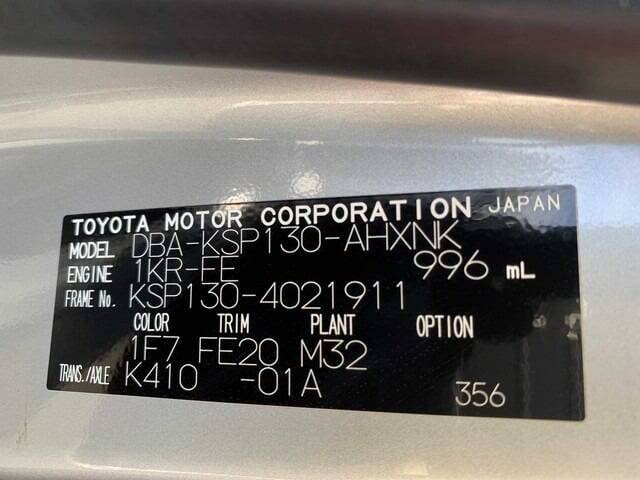 TOYOTA MOTOR CORPORATION JAPAN
MODEL DBA-KSP130-AHXNK
ENGINE 1KR-FE 996 mL
FRAME No. KSP130-4021911
COLOR TRIM PLANT OPTION
1F7 FE20 M32
TRANS./AXLE K410 -01A 356